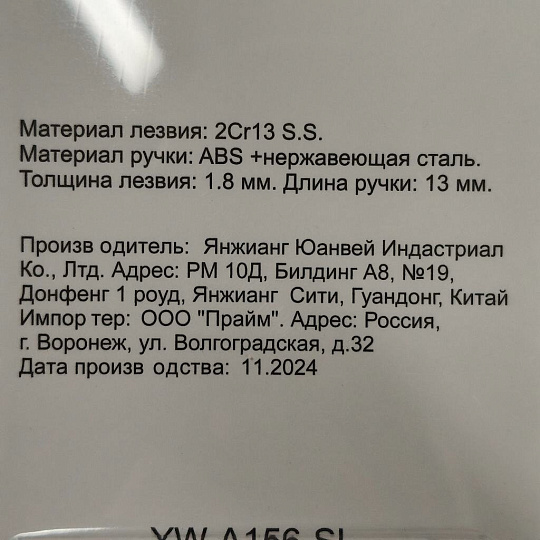 Материал лезвия: 2Cr13 S.S.
Материал ручки: ABS +нержавеющая сталь.
Толщина лезвия: 1.8 мм. Длина ручки: 13 мм.
Произв одитель: Янжианг Юанвей Индастриал
Ко., Лтд. Адрес: РМ 10Д, Билдинг А8, №19,
Донфенг 1 роуд, Янжианг Сити, Гуандонг, Китай
Импор тер: ООО "Прайм". Адрес: Россия,
г. Воронеж, ул. Волгоградская, д.32
Дата произв одства: 11.2024